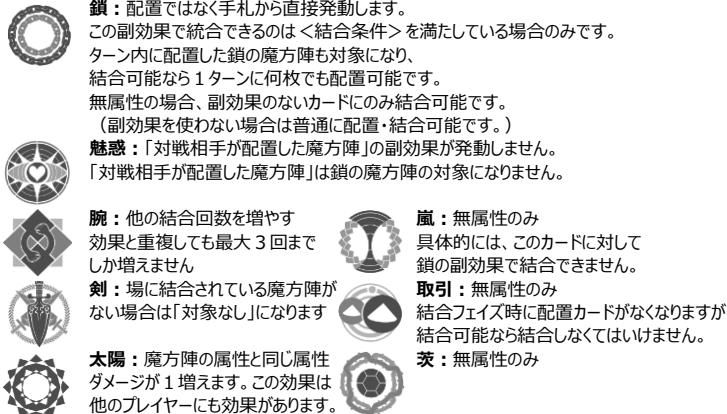 鎖：配置ではなく手札から直接発動します。
この副効果で統合できるのは＜結合条件＞を満たしている場合のみです。
ターン内に配置した鎖の魔方陣も対象になり、
結合可能なら１ターンに何枚でも配置可能です。
無属性の場合、副効果のないカードにのみ結合可能です。
（副効果を使わない場合は普通に配置・結合可能です。）
魅惑：「対戦相手が配置した魔方陣」の副効果が発動しません。
「対戦相手が配置した魔方陣」は鎖の魔方陣の対象になりません。
腕：他の結合回数を増やす
効果と重複しても最大３回まで
しか増えません
嵐：無属性のみ
具体的には、このカードに対して
鎖の副効果で結合できません。
剣：場に結合されている魔方陣が
ない場合は「対象なし」になります
取引：無属性のみ
結合フェイズ時に配置カードがなくなりますが
結合可能なら結合しなくてはいけません。
太陽：魔方陣の属性と同じ属性
ダメージが１増えます。この効果は
他のプレイヤーにも効果があります。
茨：無属性のみ